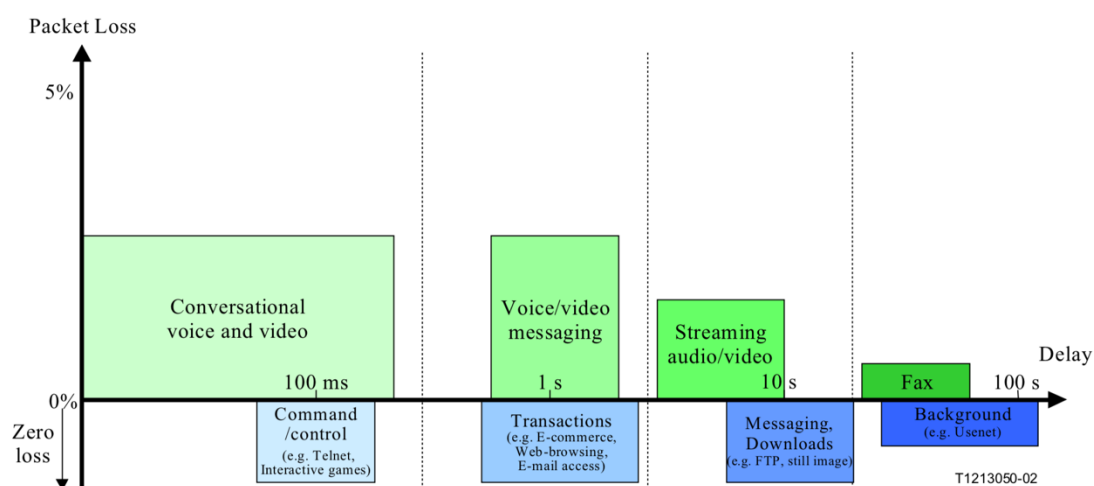 Packet Loss
5%
Conversational
voice and video
Voice/video
messaging
Streaming
audio/video
Delay
100 ms
1 s
10 s
Fax
100 s
0%
Zero
loss
Command
/control
(e.g. Telnet,
Interactive games)
Transactions
(e.g. E-commerce,
Web-browsing,
E-mail access)
Messaging,
Downloads
(e.g. FTP, still image)
Background
(e.g. Usenet)
T1213050-02